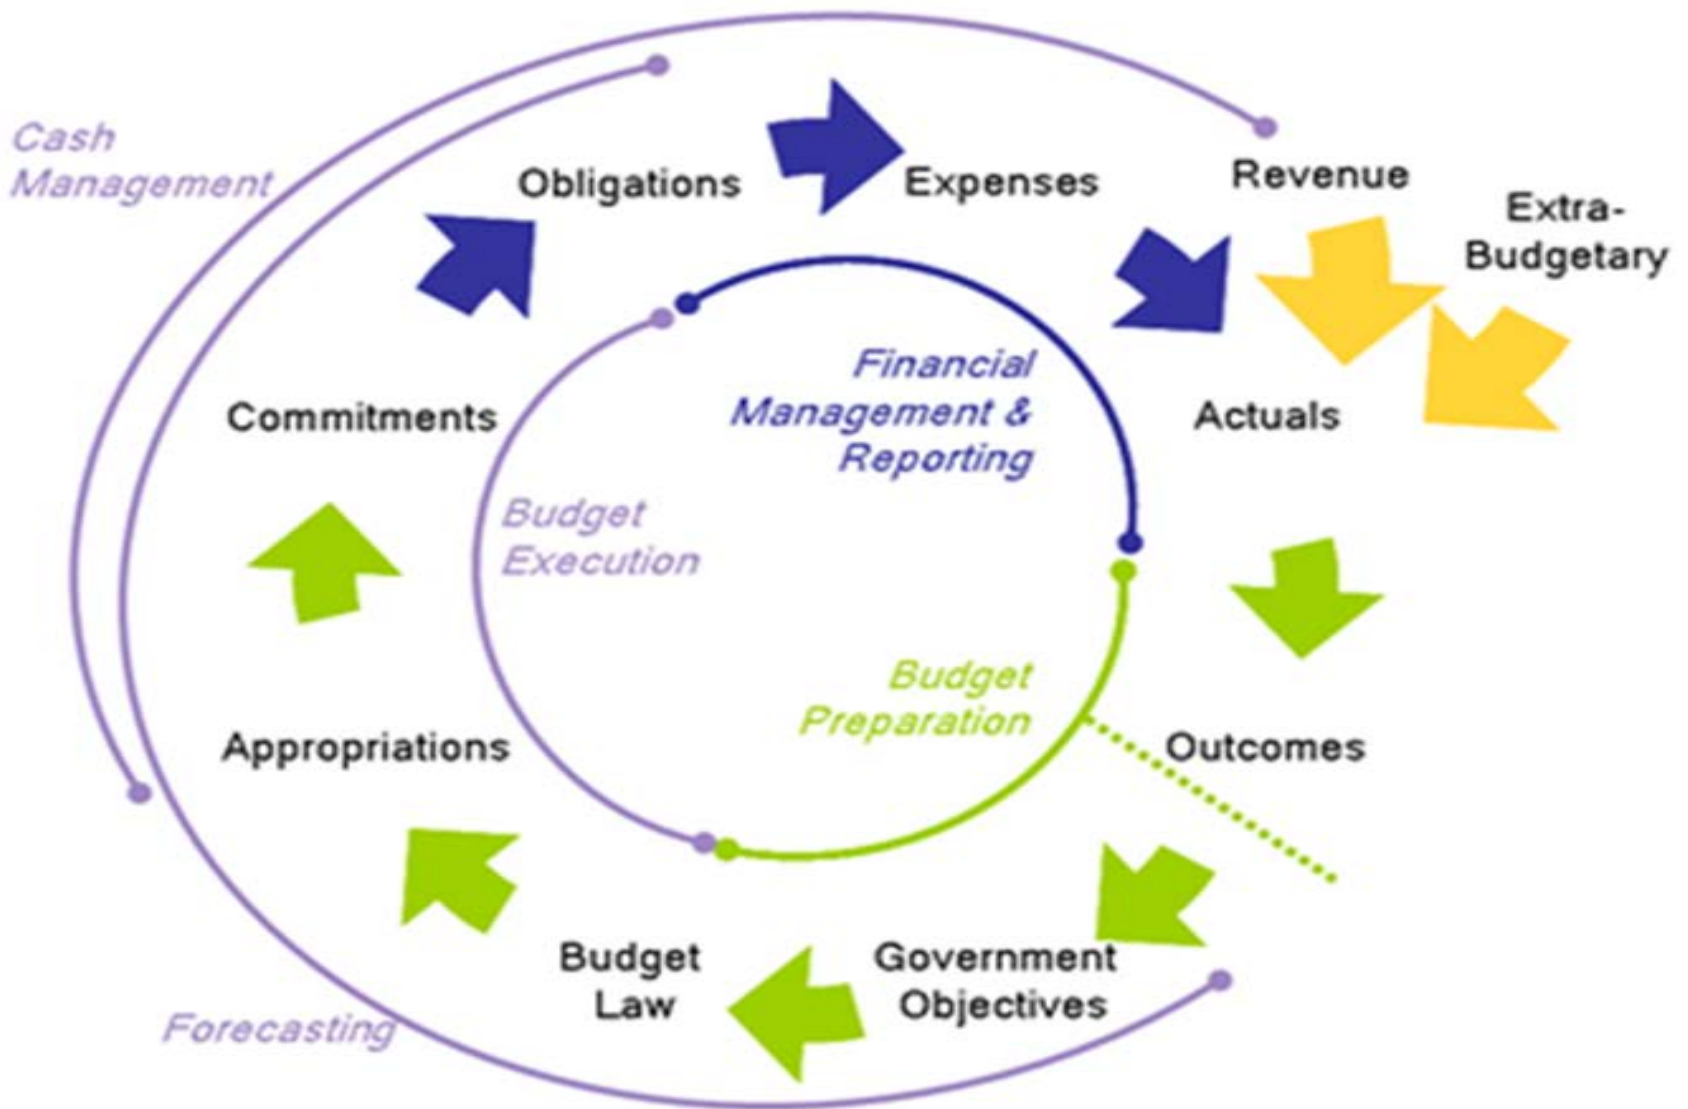 Cash
Management
Obligations
Expenses
Revenue
Extra-
Budgetary
Financial
Management &
Reporting
Commitments
Actuals
Budget
Execution
Budget
Preparation
Appropriations
Outcomes
Budget
Law
Government
Objectives
Forecasting